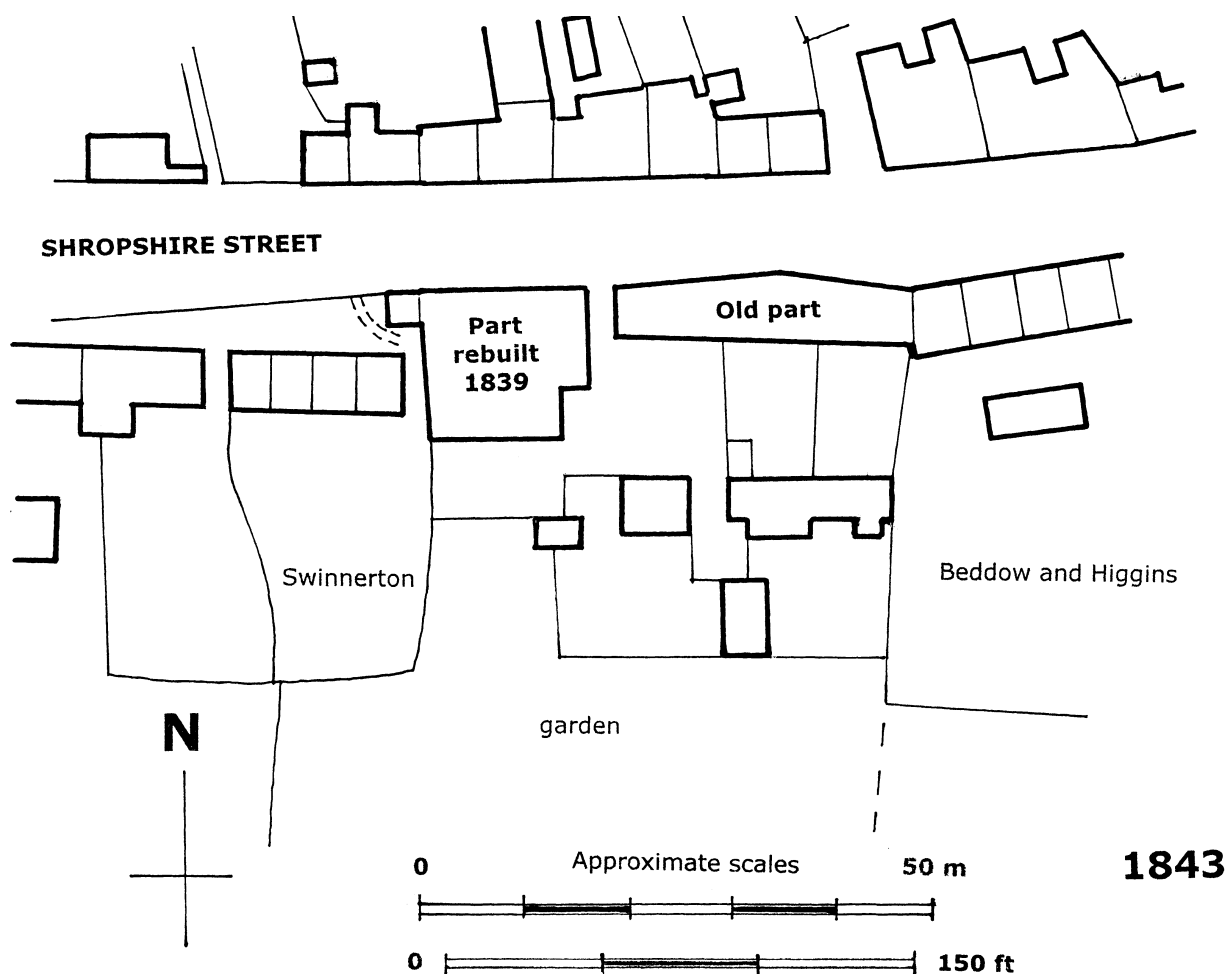 SHROPSHIRE STREET
Part
rebuilt
1839
Old part
Swinnerton
Beddow and Higgins
garden
N
0
Approximate scales
50 m
1843
0
150 ft